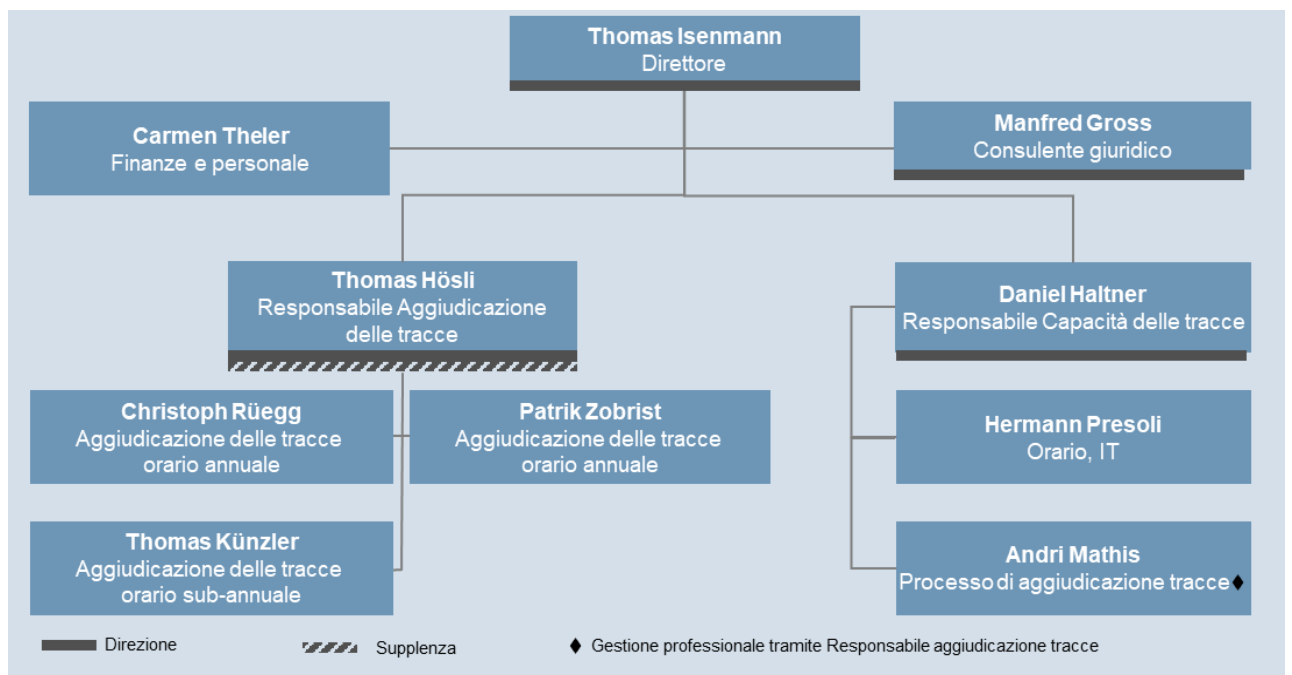 Thomas Isenmann
Direttore
Carmen Theler
Finanze e personale
Manfred Gross
Consulente giuridico
Thomas Hösli
Responsabile Aggiudicazione
delle tracce
Daniel Haltner
Responsabile Capacità delle tracce
Christoph Rüegg
Aggiudicazione delle tracce
orario annuale
Patrik Zobrist
Aggiudicazione delle tracce
orario annuale
Hermann Presoli
Orario, IT
Thomas Künzler
Aggiudicazione delle tracce
orario sub-annuale
Andri Mathis
Processo di aggiudicazione tracce♦
Direzione
Supplenza
♦ Gestione professionale tramite Responsabile aggiudicazione tracce